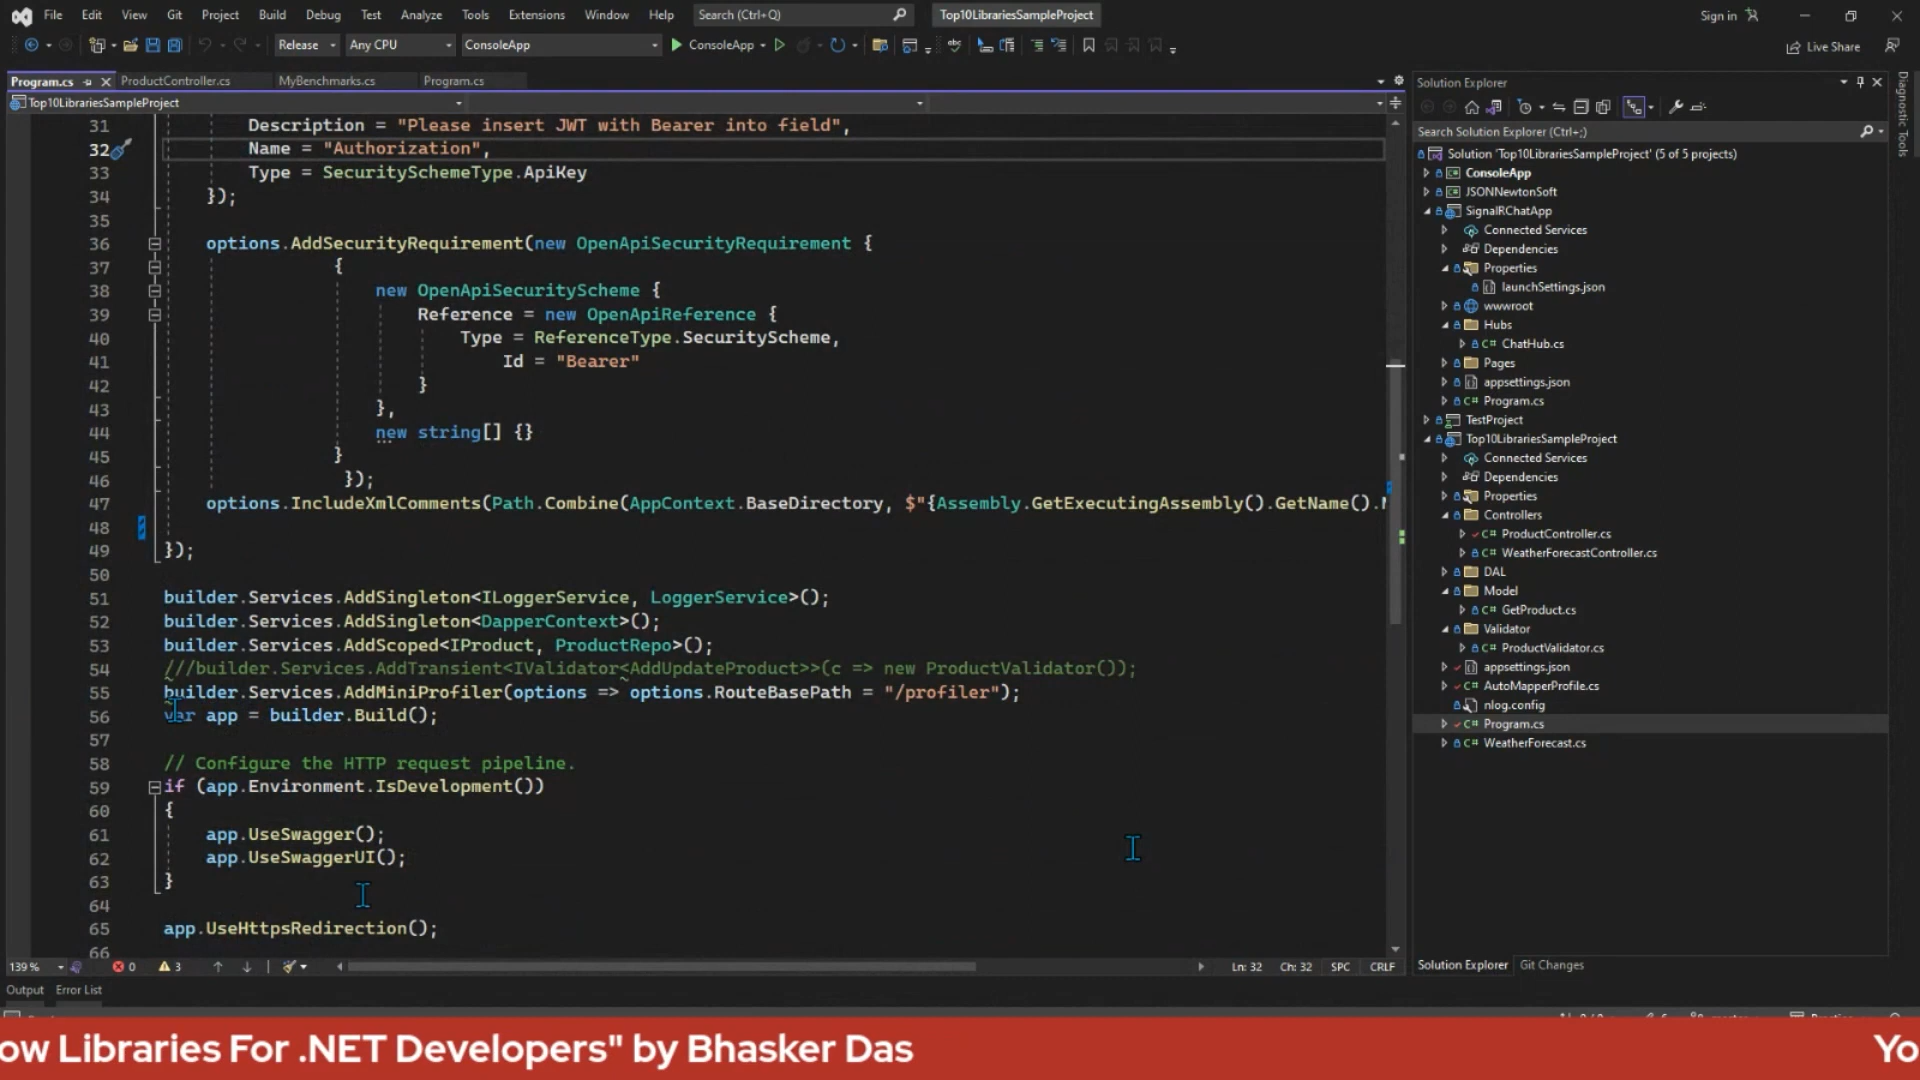 File Edit View Git Project Build Debug Test Analyze Tools Extensions Window Help Search (Ctrl+Q) Top10LibrariesSampleProject Sign in
Release Any CPU ConsoleApp ConsoleApp Live Share
Program.cs ProductController.cs MyBenchmarks.cs Program.cs
Top10LibrariesSampleProject
31 Description = "Please insert JWT with Bearer into field",
32 Name = "Authorization",
33 Type = SecuritySchemeType.ApiKey
34 });
35
36 options.AddSecurityRequirement(new OpenApiSecurityRequirement {
37 {
38 new OpenApiSecurityScheme {
39 Reference = new OpenApiReference {
40 Type = ReferenceType.SecurityScheme,
41 Id = "Bearer"
42 }
43 },
44 new string[] {}
45 }
46 });
47 options.IncludeXmlComments(Path.Combine(AppContext.BaseDirectory, $"{Assembly.GetExecutingAssembly().GetName().
48
49 });
50
51 builder.Services.AddSingleton<ILoggerService, LoggerService>();
52 builder.Services.AddSingleton<DapperContext>();
53 builder.Services.AddScoped<IProduct, ProductRepo>();
54 ///builder.Services.AddTransient<IValidator<AddUpdateProduct>>(c => new ProductValidator());
55 builder.Services.AddMiniProfiler(options => options.RouteBasePath = "/profiler");
56 var app = builder.Build();
57
58 // Configure the HTTP request pipeline.
59 if (app.Environment.IsDevelopment())
60 {
61 app.UseSwagger();
62 app.UseSwaggerUI();
63 }
64
65 app.UseHttpsRedirection();
66
139 % 0 3 Ln: 32 Ch: 32 SPC CRLF
Output Error List
Solution Explorer
Search Solution Explorer (Ctrl+;)
Solution 'Top10LibrariesSampleProject' (5 of 5 projects)
ConsoleApp
JSONNewtonSoft
SignalRChatApp
Connected Services
Dependencies
Properties
launchSettings.json
wwwroot
Hubs
C# ChatHub.cs
Pages
appsettings.json
C# Program.cs
TestProject
Top10LibrariesSampleProject
Connected Services
Dependencies
Properties
Controllers
C# ProductController.cs
C# WeatherForecastController.cs
DAL
Model
C# GetProduct.cs
Validator
C# ProductValidator.cs
appsettings.json
C# AutoMapperProfile.cs
nlog.config
C# Program.cs
C# WeatherForecast.cs
Solution Explorer Git Changes
Diagnostic Tools
ow Libraries For .NET Developers" by Bhasker Das Yo